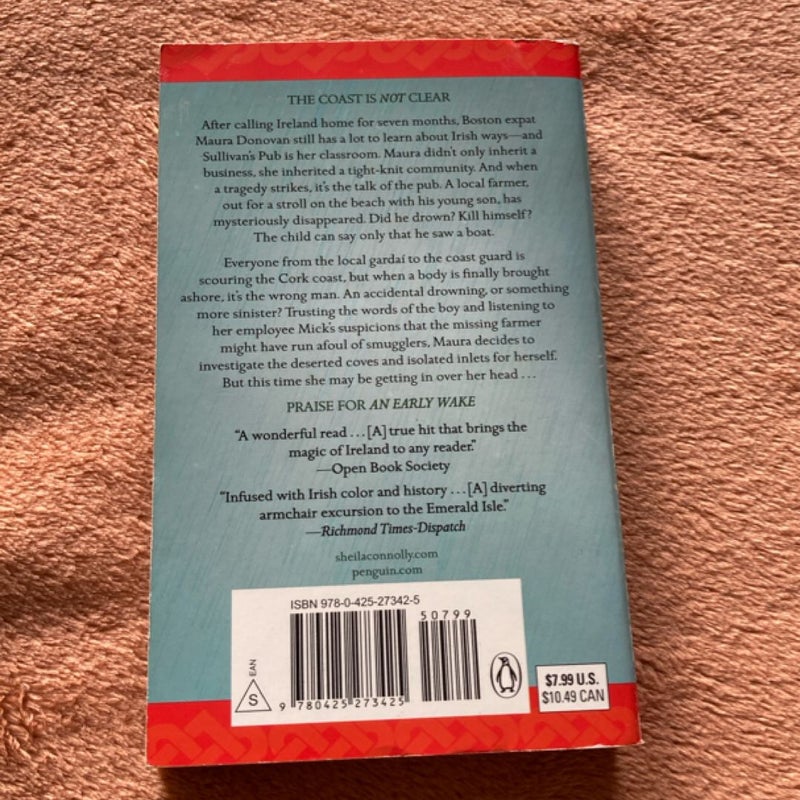 THE COAST IS NOT CLEAR
After calling Ireland home for seven months, Boston expat
Maura Donovan still has a lot to learn about Irish ways—and
Sullivan's Pub is her classroom. Maura didn't only inherit a
business, she inherited a tight-knit community. And when
a tragedy strikes, it's the talk of the pub. A local farmer,
out for a stroll on the beach with his young son, has
mysteriously disappeared. Did he drown? Kill himself?
The child can say only that he saw a boat.
Everyone from the local gardaí to the coast guard is
scouring the Cork coast, but when a body is finally brought
ashore, it's the wrong man. An accidental drowning, or something
more sinister? Trusting the words of the boy and listening to
her employee Mick's suspicions that the missing farmer
might have run afoul of smugglers, Maura decides to
investigate the deserted coves and isolated inlets for herself.
But this time she may be getting in over her head . . .
PRAISE FOR AN EARLY WAKE
"A wonderful read . . . [A] true hit that brings the
magic of Ireland to any reader."
—Open Book Society
"Infused with Irish color and history . . . [A] diverting
armchair excursion to the Emerald Isle."
—Richmond Times-Dispatch
sheilaconnolly.com
penguin.com
ISBN 978-0-425-27342-5
50799
EAN
S
9 780425 273425
$7.99 U.S.
$10.49 CAN